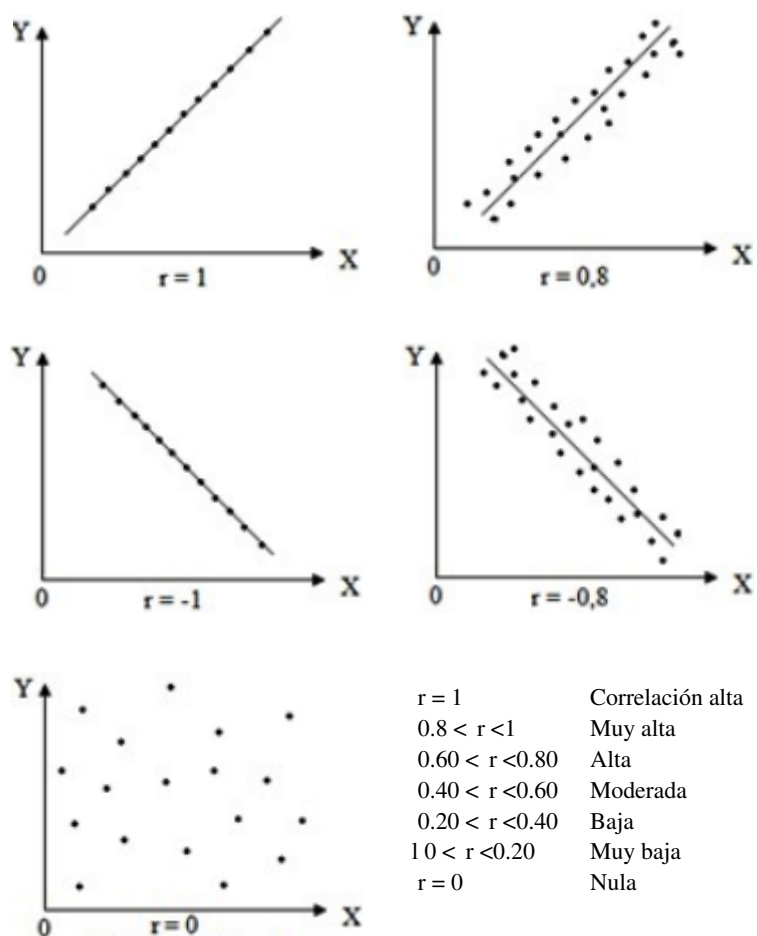 Y
X
0
r = 1
Y
X
0
r = 0,8
Y
X
0
r = -1
Y
X
0
r = -0,8
Y
X
0
r = 0
r = 1 Correlación alta
0.8 < r <1 Muy alta
0.60 < r <0.80 Alta
0.40 < r <0.60 Moderada
0.20 < r <0.40 Baja
l 0 < r <0.20 Muy baja
r = 0 Nula